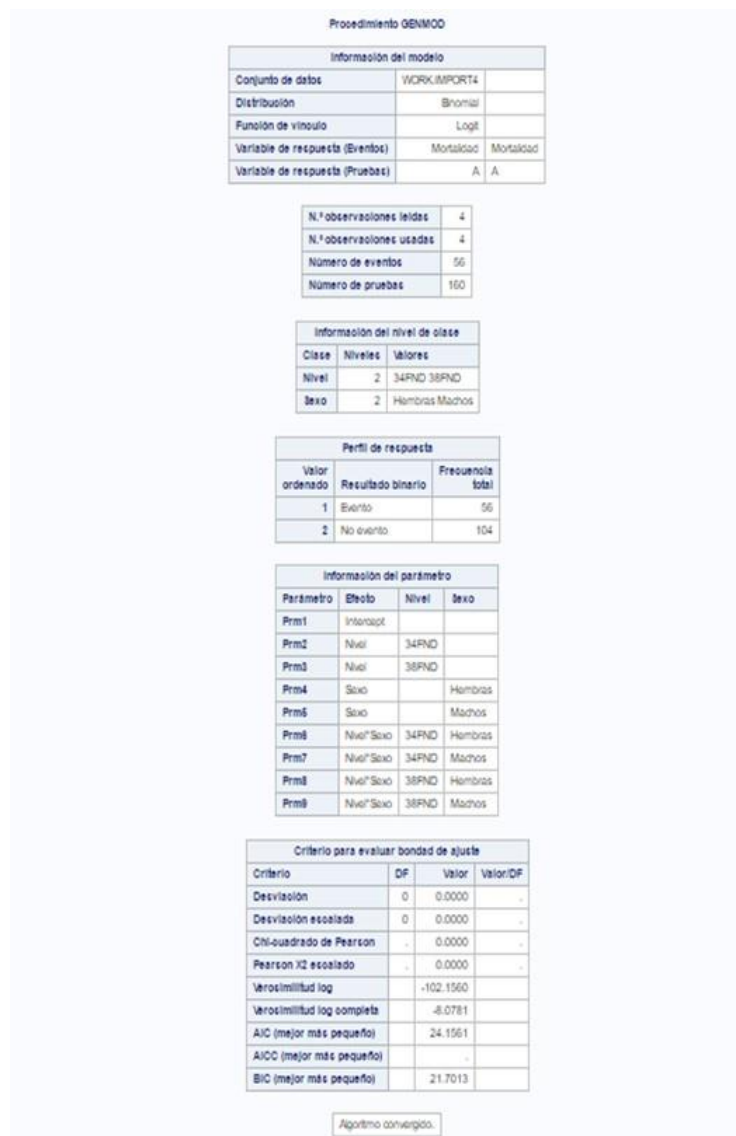 Procedimiento GENMOD
Información del modelo
Conjunto de datos WORK.IMPORT4
Distribución Binomial
Función de vínculo Logit
Variable de respuesta (Eventos) Mortalidad Mortalidad
Variable de respuesta (Pruebas) A A
N.º observaciones leídas 4
N.º observaciones usadas 4
Número de eventos 56
Número de pruebas 160
Información del nivel de clase
Clase Niveles Valores
Nivel 2 34FND 38FND
Sexo 2 Hembras Machos
Perfil de respuesta
Valor ordenado Resultado binario Frecuencia total
1 Evento 56
2 No evento 104
Información del parámetro
Parámetro Efecto Nivel Sexo
Prm1 Intercept
Prm2 Nivel 34FND
Prm3 Nivel 38FND
Prm4 Sexo Hembras
Prm5 Sexo Machos
Prm6 Nivel*Sexo 34FND Hembras
Prm7 Nivel*Sexo 34FND Machos
Prm8 Nivel*Sexo 38FND Hembras
Prm9 Nivel*Sexo 38FND Machos
Criterio para evaluar bondad de ajuste
Criterio DF Valor Valor/DF
Desviación 0 0.0000 .
Desviación escalada 0 0.0000 .
Chi-cuadrado de Pearson . 0.0000 .
Pearson X2 escalado . 0.0000 .
Verosimilitud log -102.1560
Verosimilitud log completa -8.0781
AIC (mejor más pequeño) 24.1561
AICC (mejor más pequeño) .
BIC (mejor más pequeño) 21.7013
Algoritmo convergido.